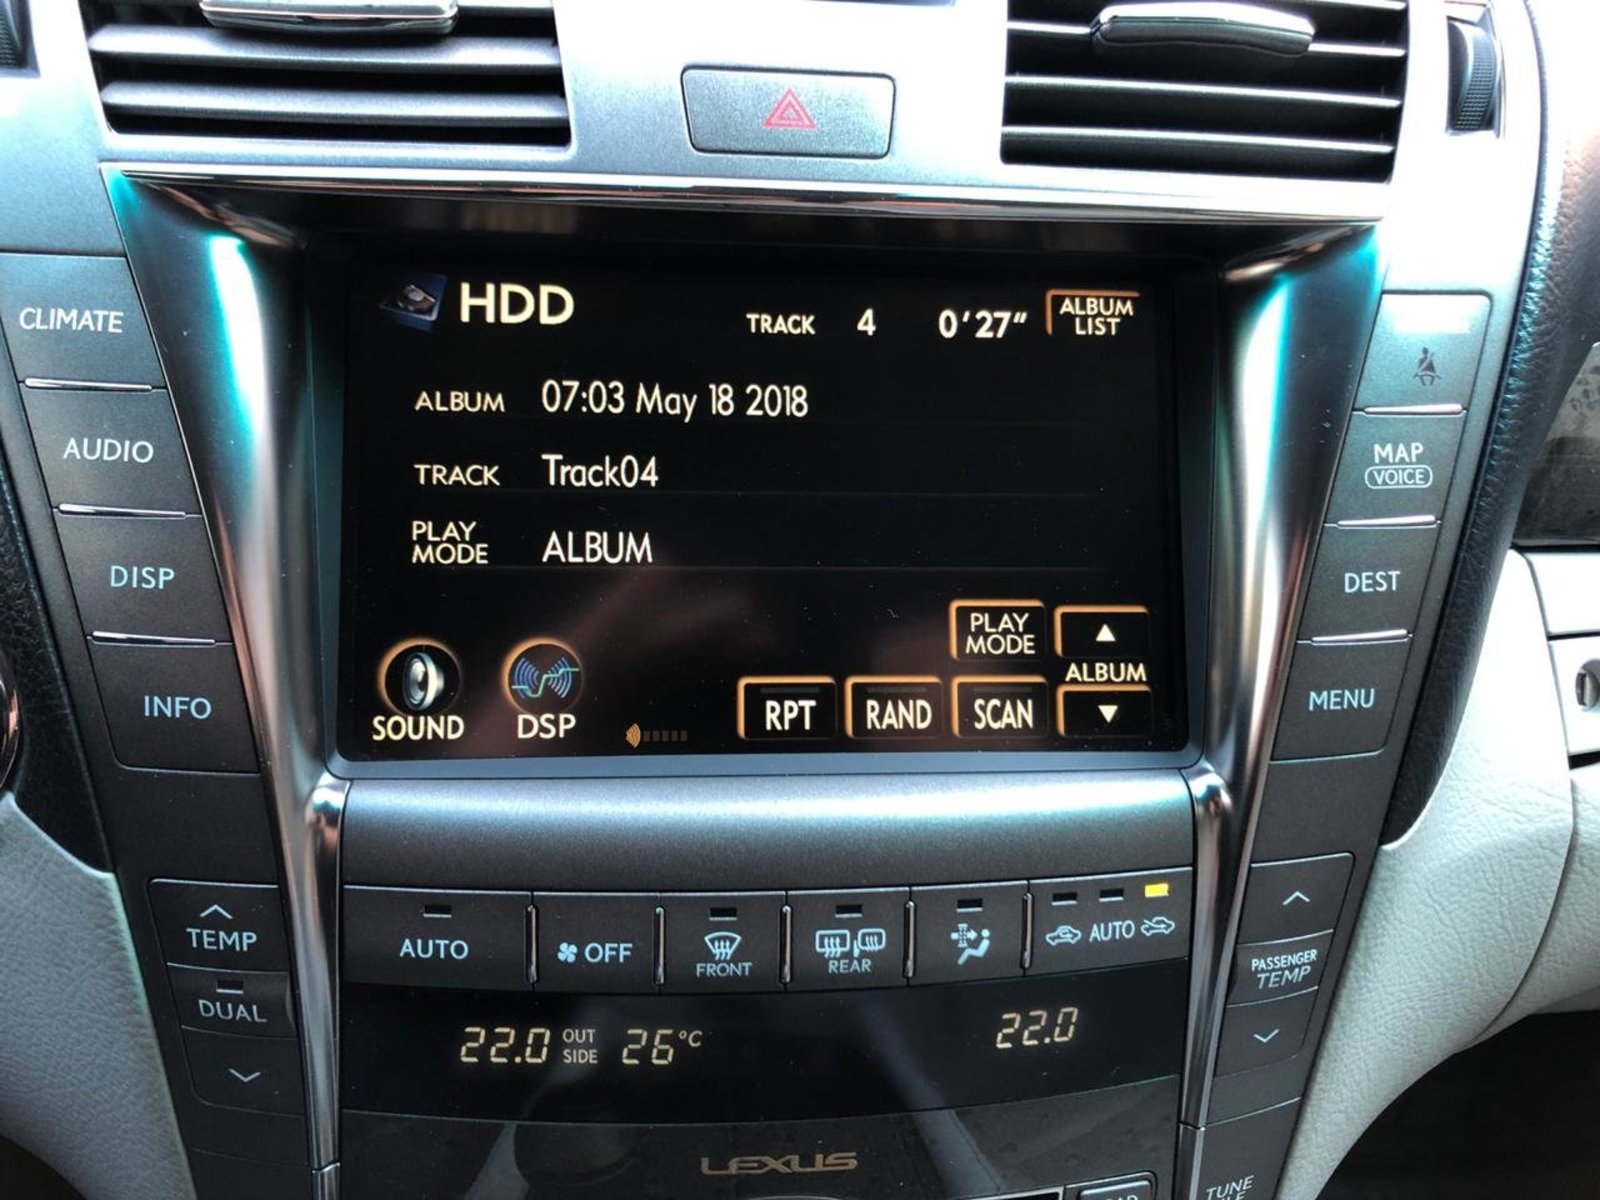 HDD
TRACK 4 0'27"
ALBUM
LIST
ALBUM 07:03 May 18 2018
TRACK Track04
PLAY
MODE
ALBUM
PLAY
MODE
ALBUM
SOUND
DSP
RPT
RAND
SCAN
CLIMATE
AUDIO
DISP
INFO
MAP
VOICE
DEST
MENU
TEMP
DUAL
AUTO
OFF
FRONT
REAR
AUTO
PASSENGER
TEMP
22.0 OUT
SIDE 26°C
22.0
LEXUS
TUNE